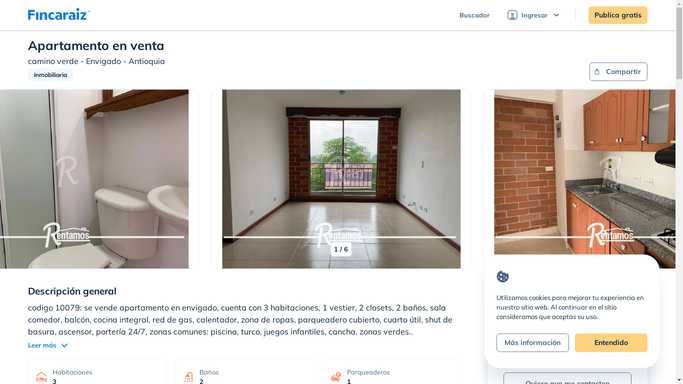 Fincaraiz
Buscador
Ingresar
Publica gratis
Apartamento en venta
camino verde - Envigado - Antioquia
Inmobiliaria
Compartir
Rentamos
Rentamos
Rentamos
1 / 6
Descripción general
codigo 10079: se vende apartamento en envigado, cuenta con 3 habitaciones, 1 vestier, 2 closets, 2 baños, sala
comedor, balcón, cocina integral, red de gas, calentador, zona de ropas, parqueadero cubierto, cuarta útil, shut de
basura, ascensor, portería 24/7, zonas comunes: piscina, turco, juegos infantiles, cancha, zonas verdes..
Leer más
Habitaciones
3
Baños
2
Parqueaderos
1
Utilizamos cookies para mejorar tu experiencia en
nuestro sitio web. Al continuar en el sitio
consideramos que aceptas su uso.
Más información
Entendido
Quiero que me contacten